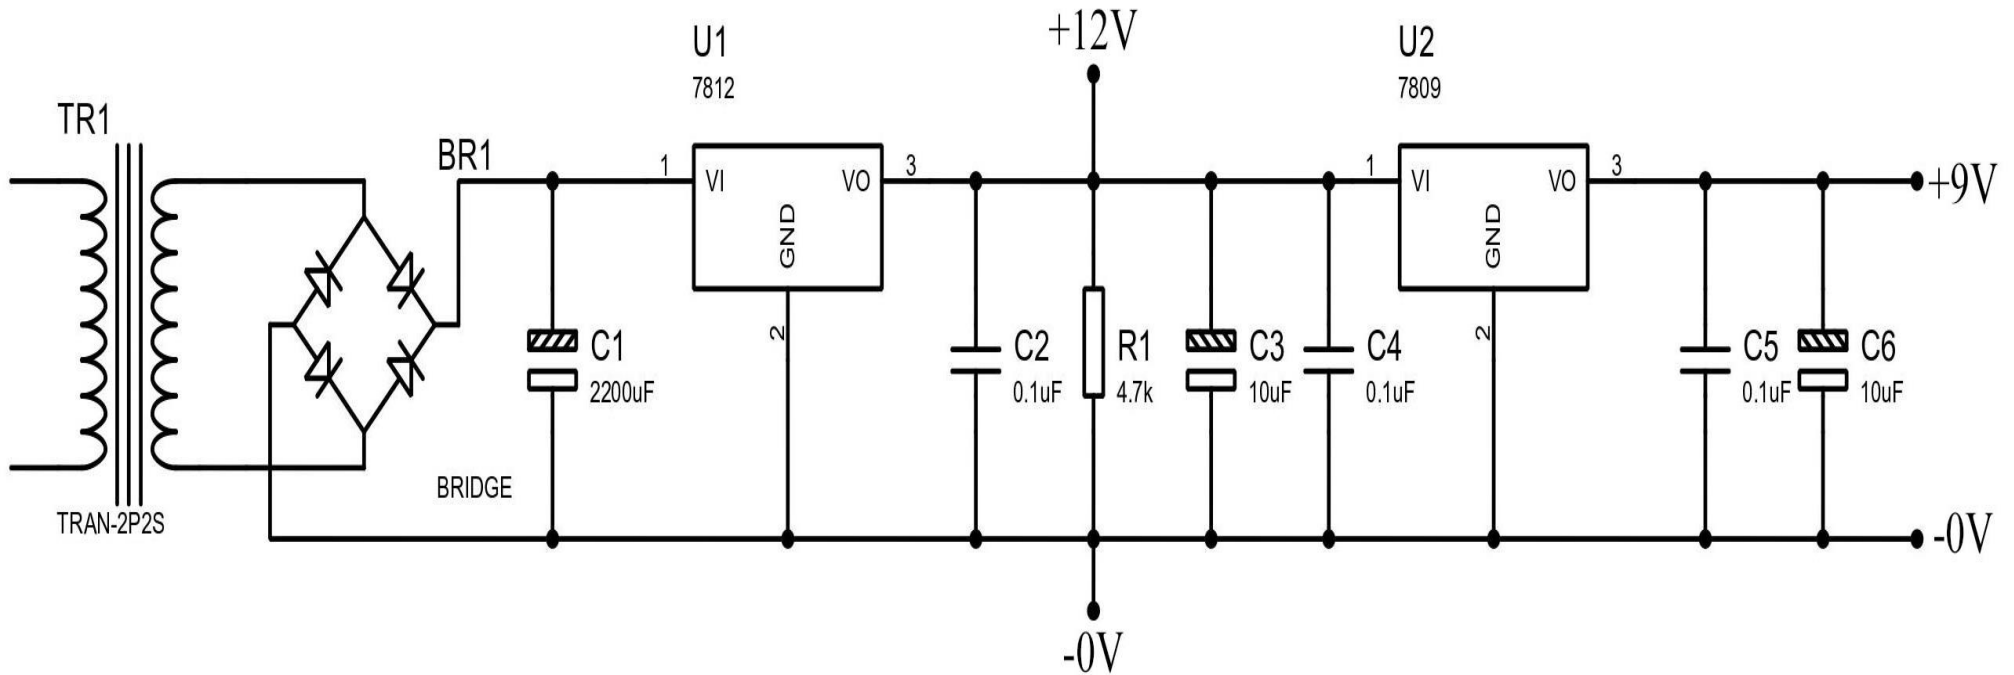 TR1
TRAN-2P2S
BR1
BRIDGE
C1
2200uF
U1
7812
1
VI
VO
3
GND
2
C2
0.1uF
+12V
R1
4.7k
-0V
C3
10uF
C4
0.1uF
U2
7809
1
VI
VO
3
GND
2
C5
0.1uF
C6
10uF
+9V
-0V